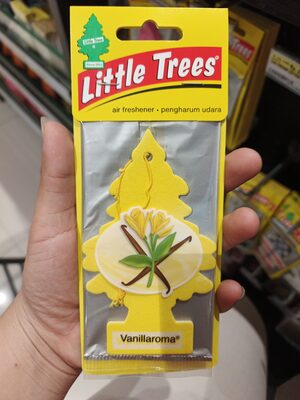 Little Trees
Little Trees®
air freshener • pengharum udara
Vanillaroma®